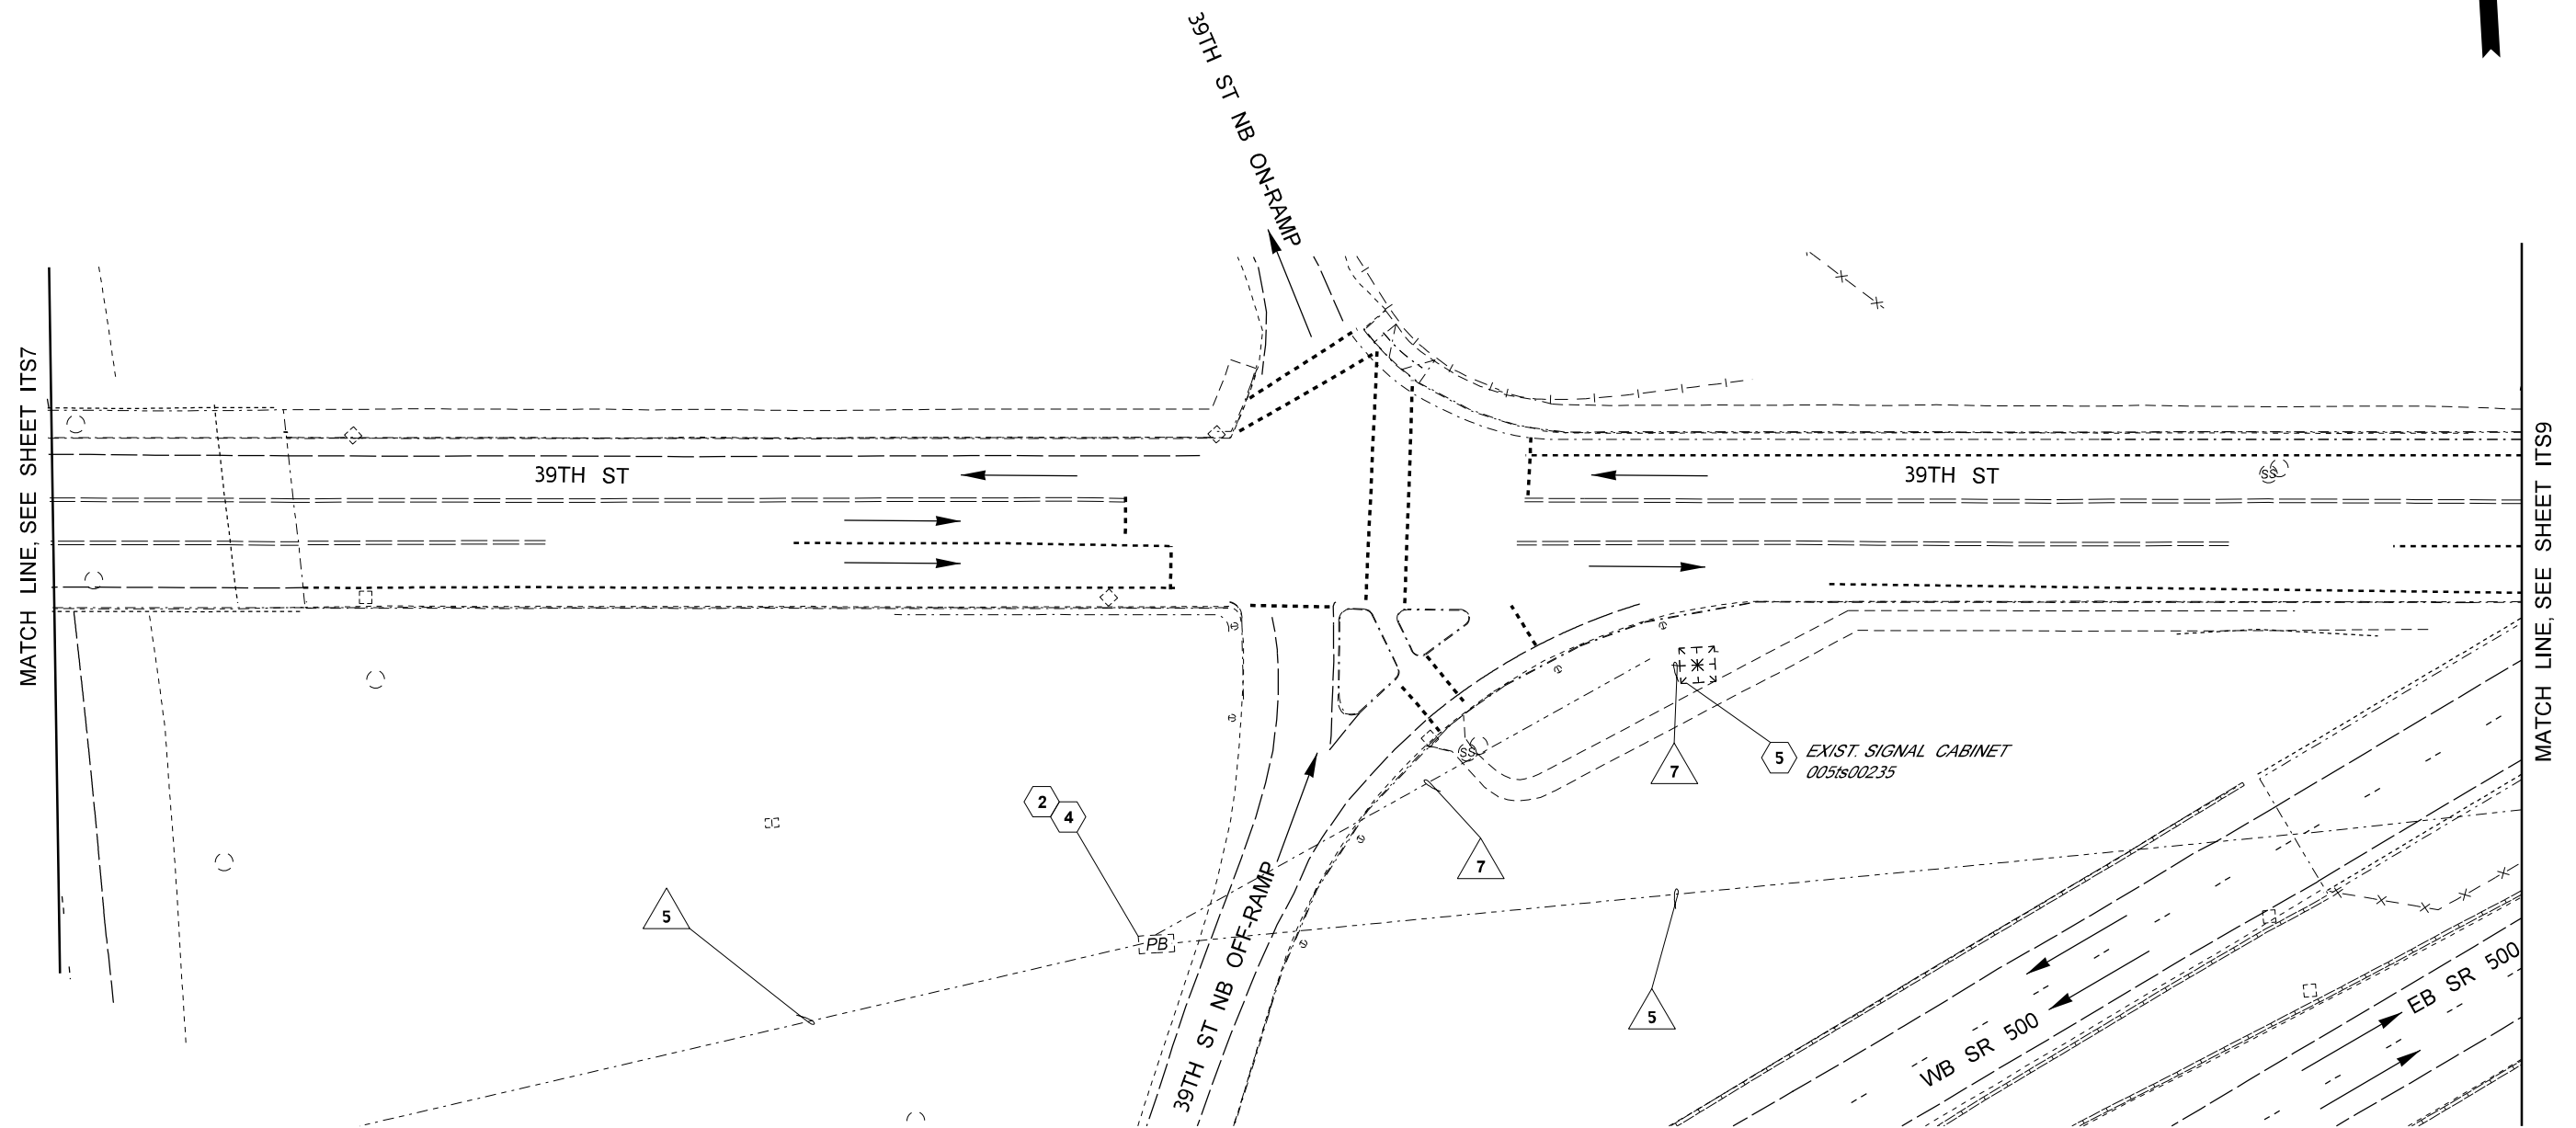 39TH ST NB ON-RAMP
MATCH LINE, SEE SHEET ITS7
39TH ST
39TH ST
SS
MATCH LINE, SEE SHEET ITS9
SS
7
5 EXIST. SIGNAL CABINET
005ts00235
2
4
7
5
PB
39TH ST NB OFF-RAMP
5
WB SR 500
EB SR 500